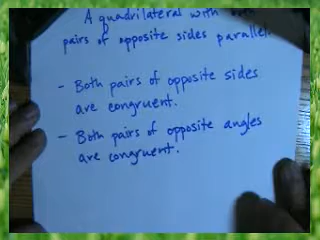 A quadrilateral with
pairs of opposite sides parallel.
- Both pairs of opposite sides
are congruent.
- Both pairs of opposite angles
are congruent.